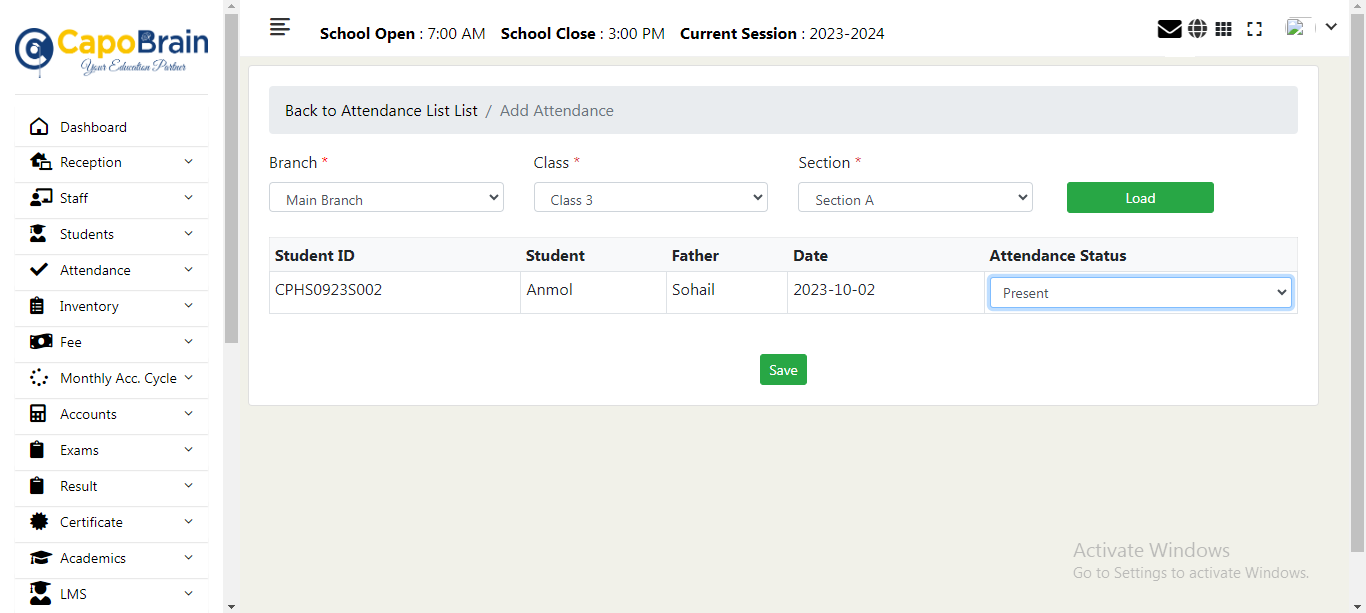 CapoBrain
Your Education Partner
School Open : 7:00 AM School Close : 3:00 PM Current Session : 2023-2024
Dashboard
Reception
Staff
Students
Attendance
Inventory
Fee
Monthly Acc. Cycle
Accounts
Exams
Result
Certificate
Academics
LMS
Back to Attendance List List / Add Attendance
Branch * Class * Section *
Main Branch Class 3 Section A Load
Student ID Student Father Date Attendance Status
CPHS0923S002 Anmol Sohail 2023-10-02 Present
Save
Activate Windows
Go to Settings to activate Windows.